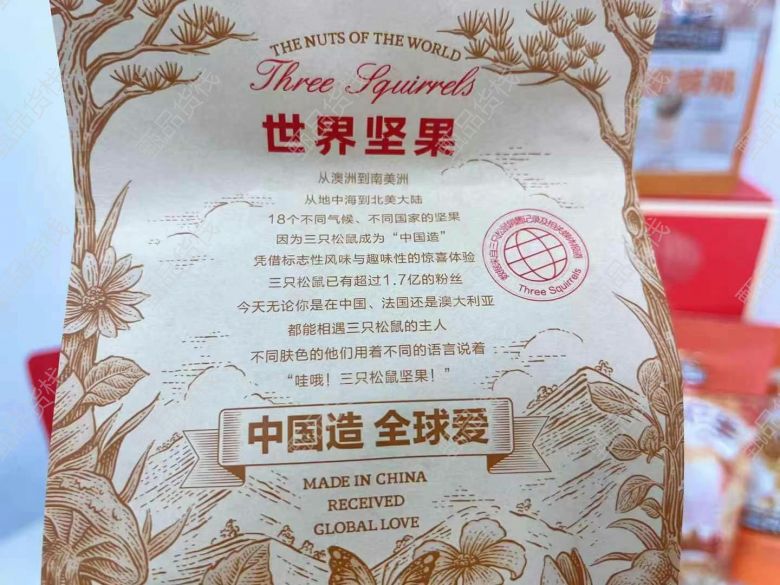 THE NUTS OF THE WORLD
Three Squirrels
世界坚果
从澳洲到南美洲
从地中海到北美大陆
18个不同气候、不同国家的坚果
因为三只松鼠成为“中国造”
凭借标志性风味与趣味性的惊喜体验
三只松鼠已有超过1.7亿的粉丝
今天无论你是在中国、法国还是澳大利亚
都能相遇三只松鼠的主人
不同肤色的他们用着不同的语言说着
“哇哦！三只松鼠坚果！”
Three Squirrels
中国造 全球爱
MADE IN CHINA
RECEIVED
GLOBAL LOVE